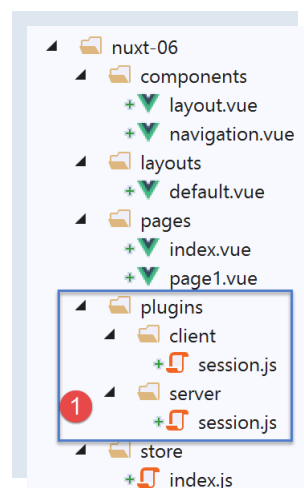 nuxt-06
components
layout.vue
navigation.vue
layouts
default.vue
pages
index.vue
page1.vue
plugins
client
session.js
1
server
session.js
store
index.js